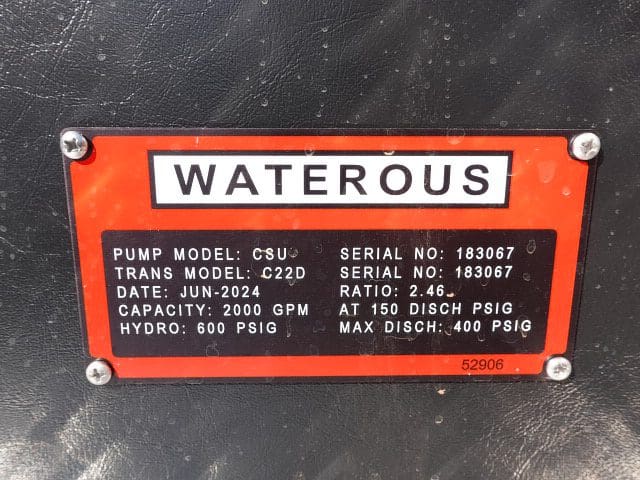 WATEROUS
PUMP MODEL: CSU SERIAL NO: 183067
TRANS MODEL: C22D SERIAL NO: 183067
DATE: JUN-2024 RATIO: 2.46
CAPACITY: 2000 GPM AT 150 DISCH PSIG
HYDRO: 600 PSIG MAX DISCH: 400 PSIG
52906